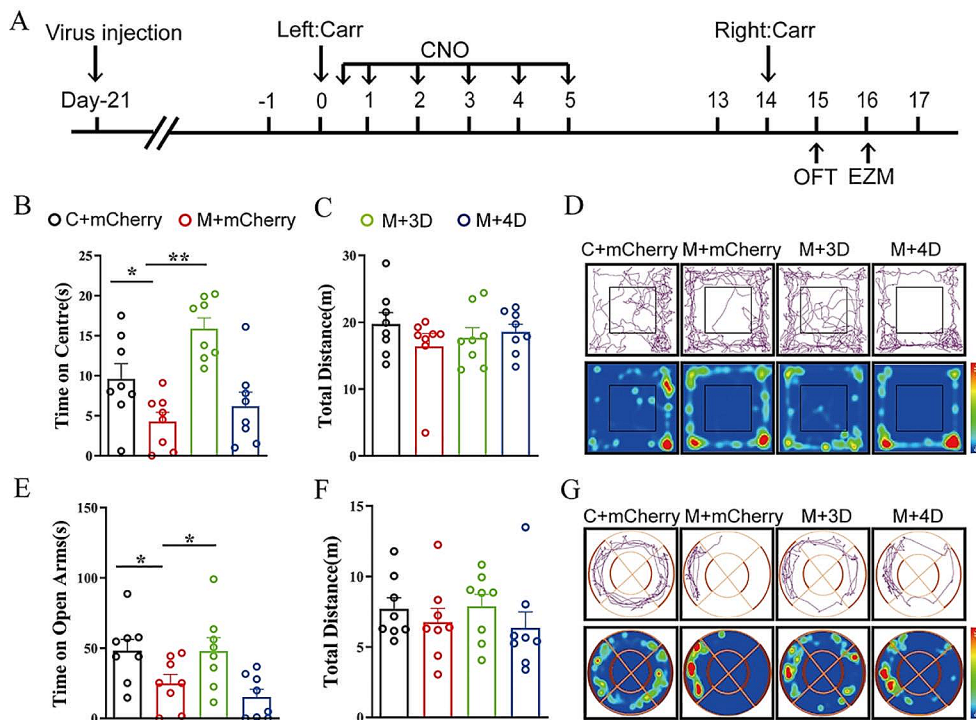 A
Virus injection
Left:Carr
CNO
Right:Carr
Day-21
-1 0 1 2 3 4 5 13 14 15 16 17
OFT EZM
B
C+mCherry M+mCherry M+3D M+4D
Time on Centre(s)
25
20
15
10
5
0
* **
C
Total Distance(m)
30
20
10
0
D
C+mCherry M+mCherry M+3D M+4D
E
Time on Open Arms(s)
150
100
50
0
* *
F
Total Distance(m)
15
10
5
0
G
C+mCherry M+mCherry M+3D M+4D